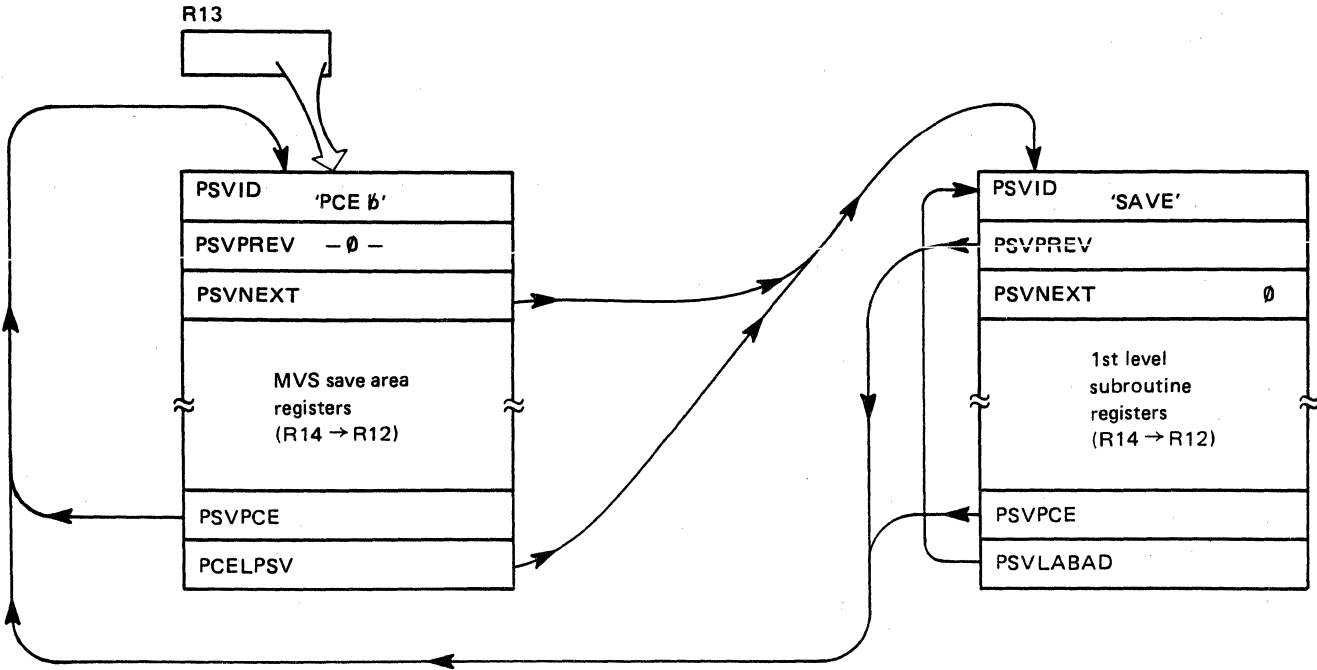 R13
PSVID 'PCE b̸'
PSVPREV –∅–
PSVNEXT
MVS save area
registers
(R14 → R12)
PSVPCE
PCELPSV
PSVID 'SAVE'
PSVPREV
PSVNEXT ∅
1st level
subroutine
registers
(R14 → R12)
PSVPCE
PSVLABAD